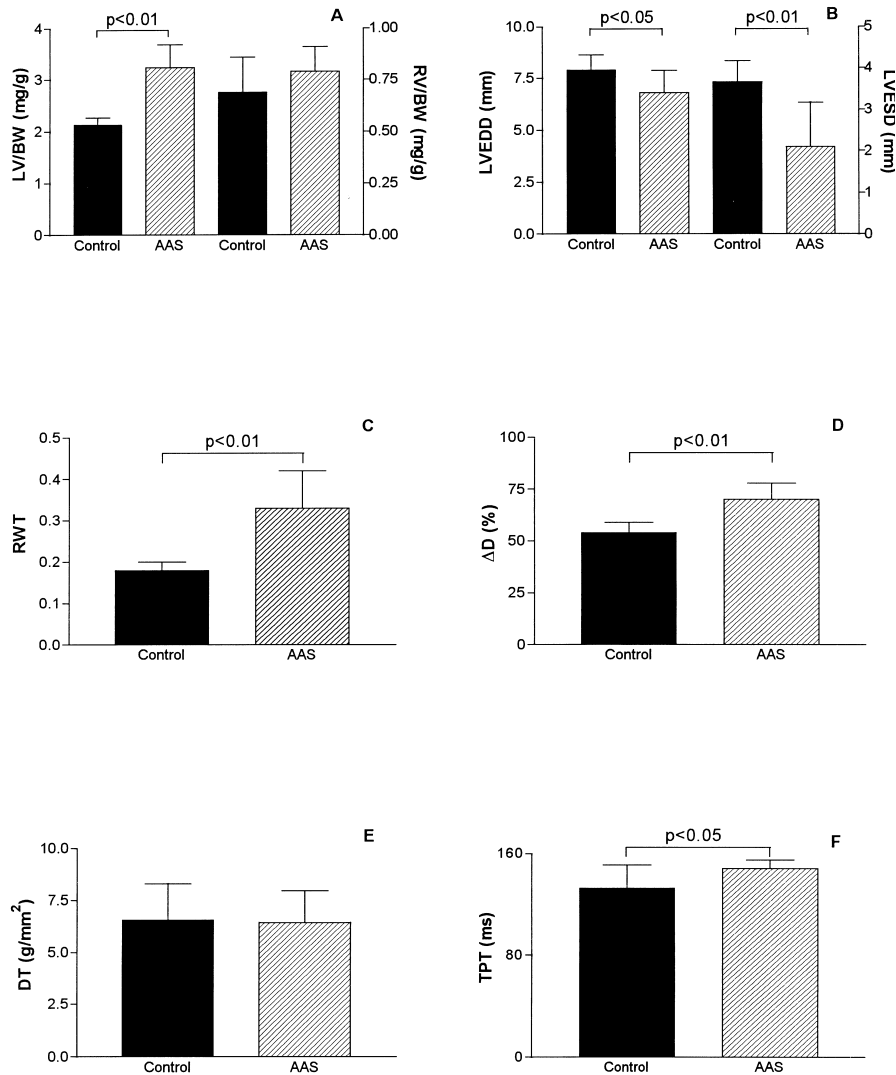 A
p<0.01
4
3
2
1
0
LV/BW (mg/g)
1.00
0.75
0.50
0.25
0.00
RV/BW (mg/g)
Control AAS Control AAS
B
p<0.05 p<0.01
10.0
7.5
5.0
2.5
0.0
LVEDD (mm)
5
4
3
2
1
0
LVESD (mm)
Control AAS Control AAS
C
p<0.01
0.5
0.4
0.3
0.2
0.1
0.0
RWT
Control AAS
D
p<0.01
100
75
50
25
0
ΔD (%)
Control AAS
E
10.0
7.5
5.0
2.5
0.0
DT (g/mm²)
Control AAS
F
p<0.05
160
80
0
TPT (ms)
Control AAS